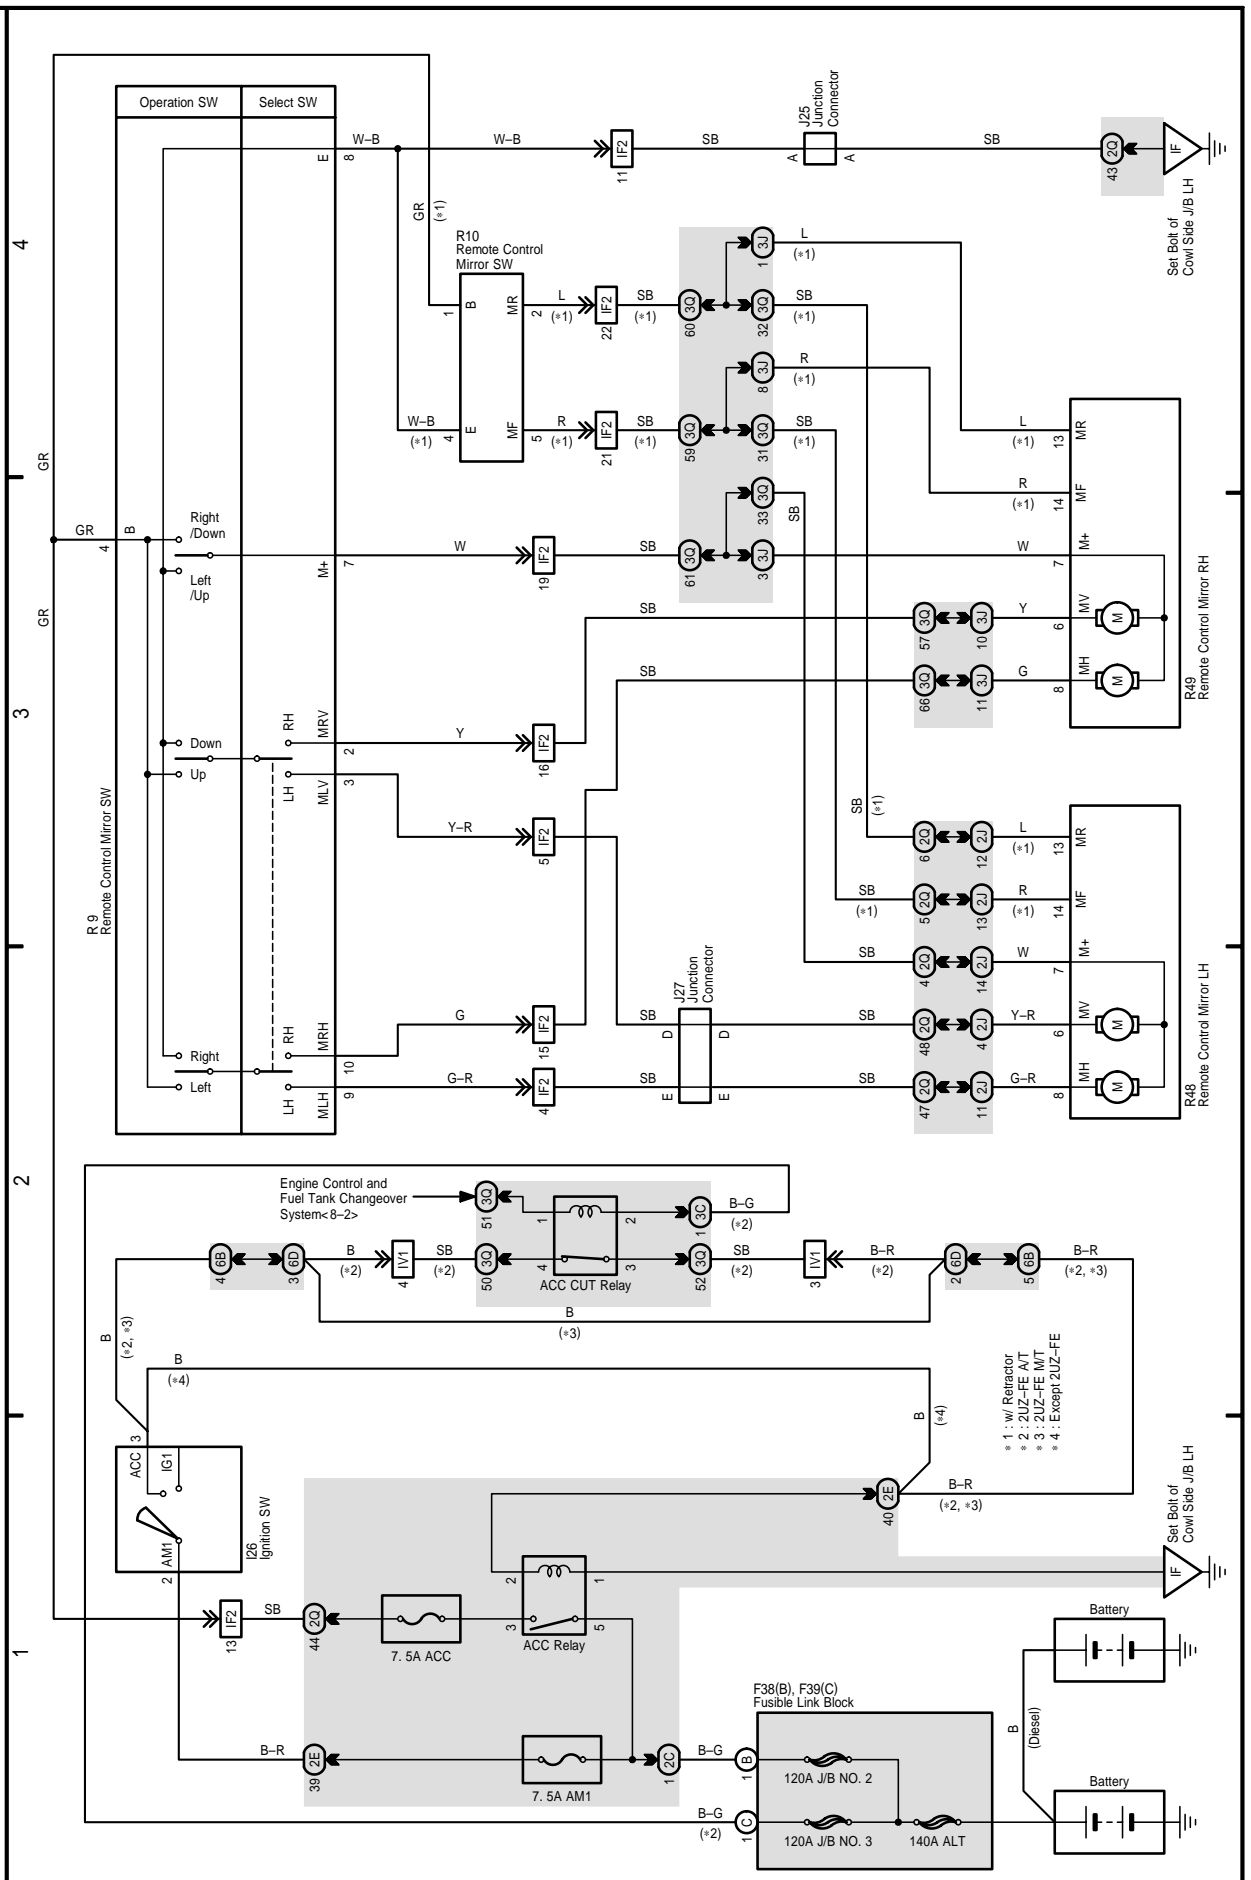 Operation SW
Select SW
J25
Junction
Connector
E
8
W–B
W–B
IF2
11
SB
A
A
SB
2Q
43
IF
Set Bolt of
Cowl Side J/B LH
4
GR
(*1)
R10
Remote Control
Mirror SW
1
B
MR
2
L
(*1)
IF2
22
SB
(*1)
3Q
60
3J
1
L
(*1)
3Q
32
SB
(*1)
3J
8
R
(*1)
W–B
(*1)
4
E
MF
5
R
(*1)
IF2
21
SB
(*1)
3Q
59
3Q
31
SB
(*1)
L
(*1)
13
MR
GR
3Q
33
SB
R
(*1)
14
MF
GR
4
B
Right
/Down
Left
/Up
M+
7
W
IF2
19
SB
3Q
61
3J
3
W
7
M+
GR
SB
3Q
57
3J
10
Y
6
MV
M
SB
3Q
66
3J
11
G
8
MH
M
R49
Remote Control Mirror RH
3
Down
Up
RH
LH
MRV
2
Y
IF2
16
MLV
3
Y–R
IF2
5
R 9
Remote Control Mirror SW
SB
(*1)
2Q
6
2J
12
L
(*1)
13
MR
SB
(*1)
2Q
5
2J
13
R
(*1)
14
MF
J27
Junction
Connector
SB
2Q
4
2J
14
W
7
M+
Right
Left
RH
LH
MRH
10
G
IF2
15
SB
D
D
SB
2Q
48
2J
4
Y–R
6
MV
M
MLH
9
G–R
IF2
4
SB
E
E
SB
2Q
47
2J
11
G–R
8
MH
M
R48
Remote Control Mirror LH
2
Engine Control and
Fuel Tank Changeover
System<8–2>
3Q
51
1
2
3C
1
B–G
(*2)
6B
4
6D
3
B
(*2)
IV1
4
SB
(*2)
3Q
50
4
3
ACC CUT Relay
3Q
52
SB
(*2)
IV1
3
B–R
(*2)
6D
2
6B
5
B–R
(*2, *3)
B
(*3)
B
(*2, *3)
B
(*4)
B
(*4)
* 1 : w/ Retractor
* 2 : 2UZ–FE A/T
* 3 : 2UZ–FE M/T
* 4 : Except 2UZ–FE
ACC
3
IG1
AM1
2
I26
Ignition SW
2E
40
B–R
(*2, *3)
IF
Set Bolt of
Cowl Side J/B LH
1
IF2
13
SB
2Q
44
7. 5A ACC
2
1
3
5
ACC Relay
B–R
2E
39
7. 5A AM1
2C
1
B–G
F38(B), F39(C)
Fusible Link Block
B
1
120A J/B NO. 2
B–G
(*2)
C
1
120A J/B NO. 3
140A ALT
B
(Diesel)
Battery
Battery